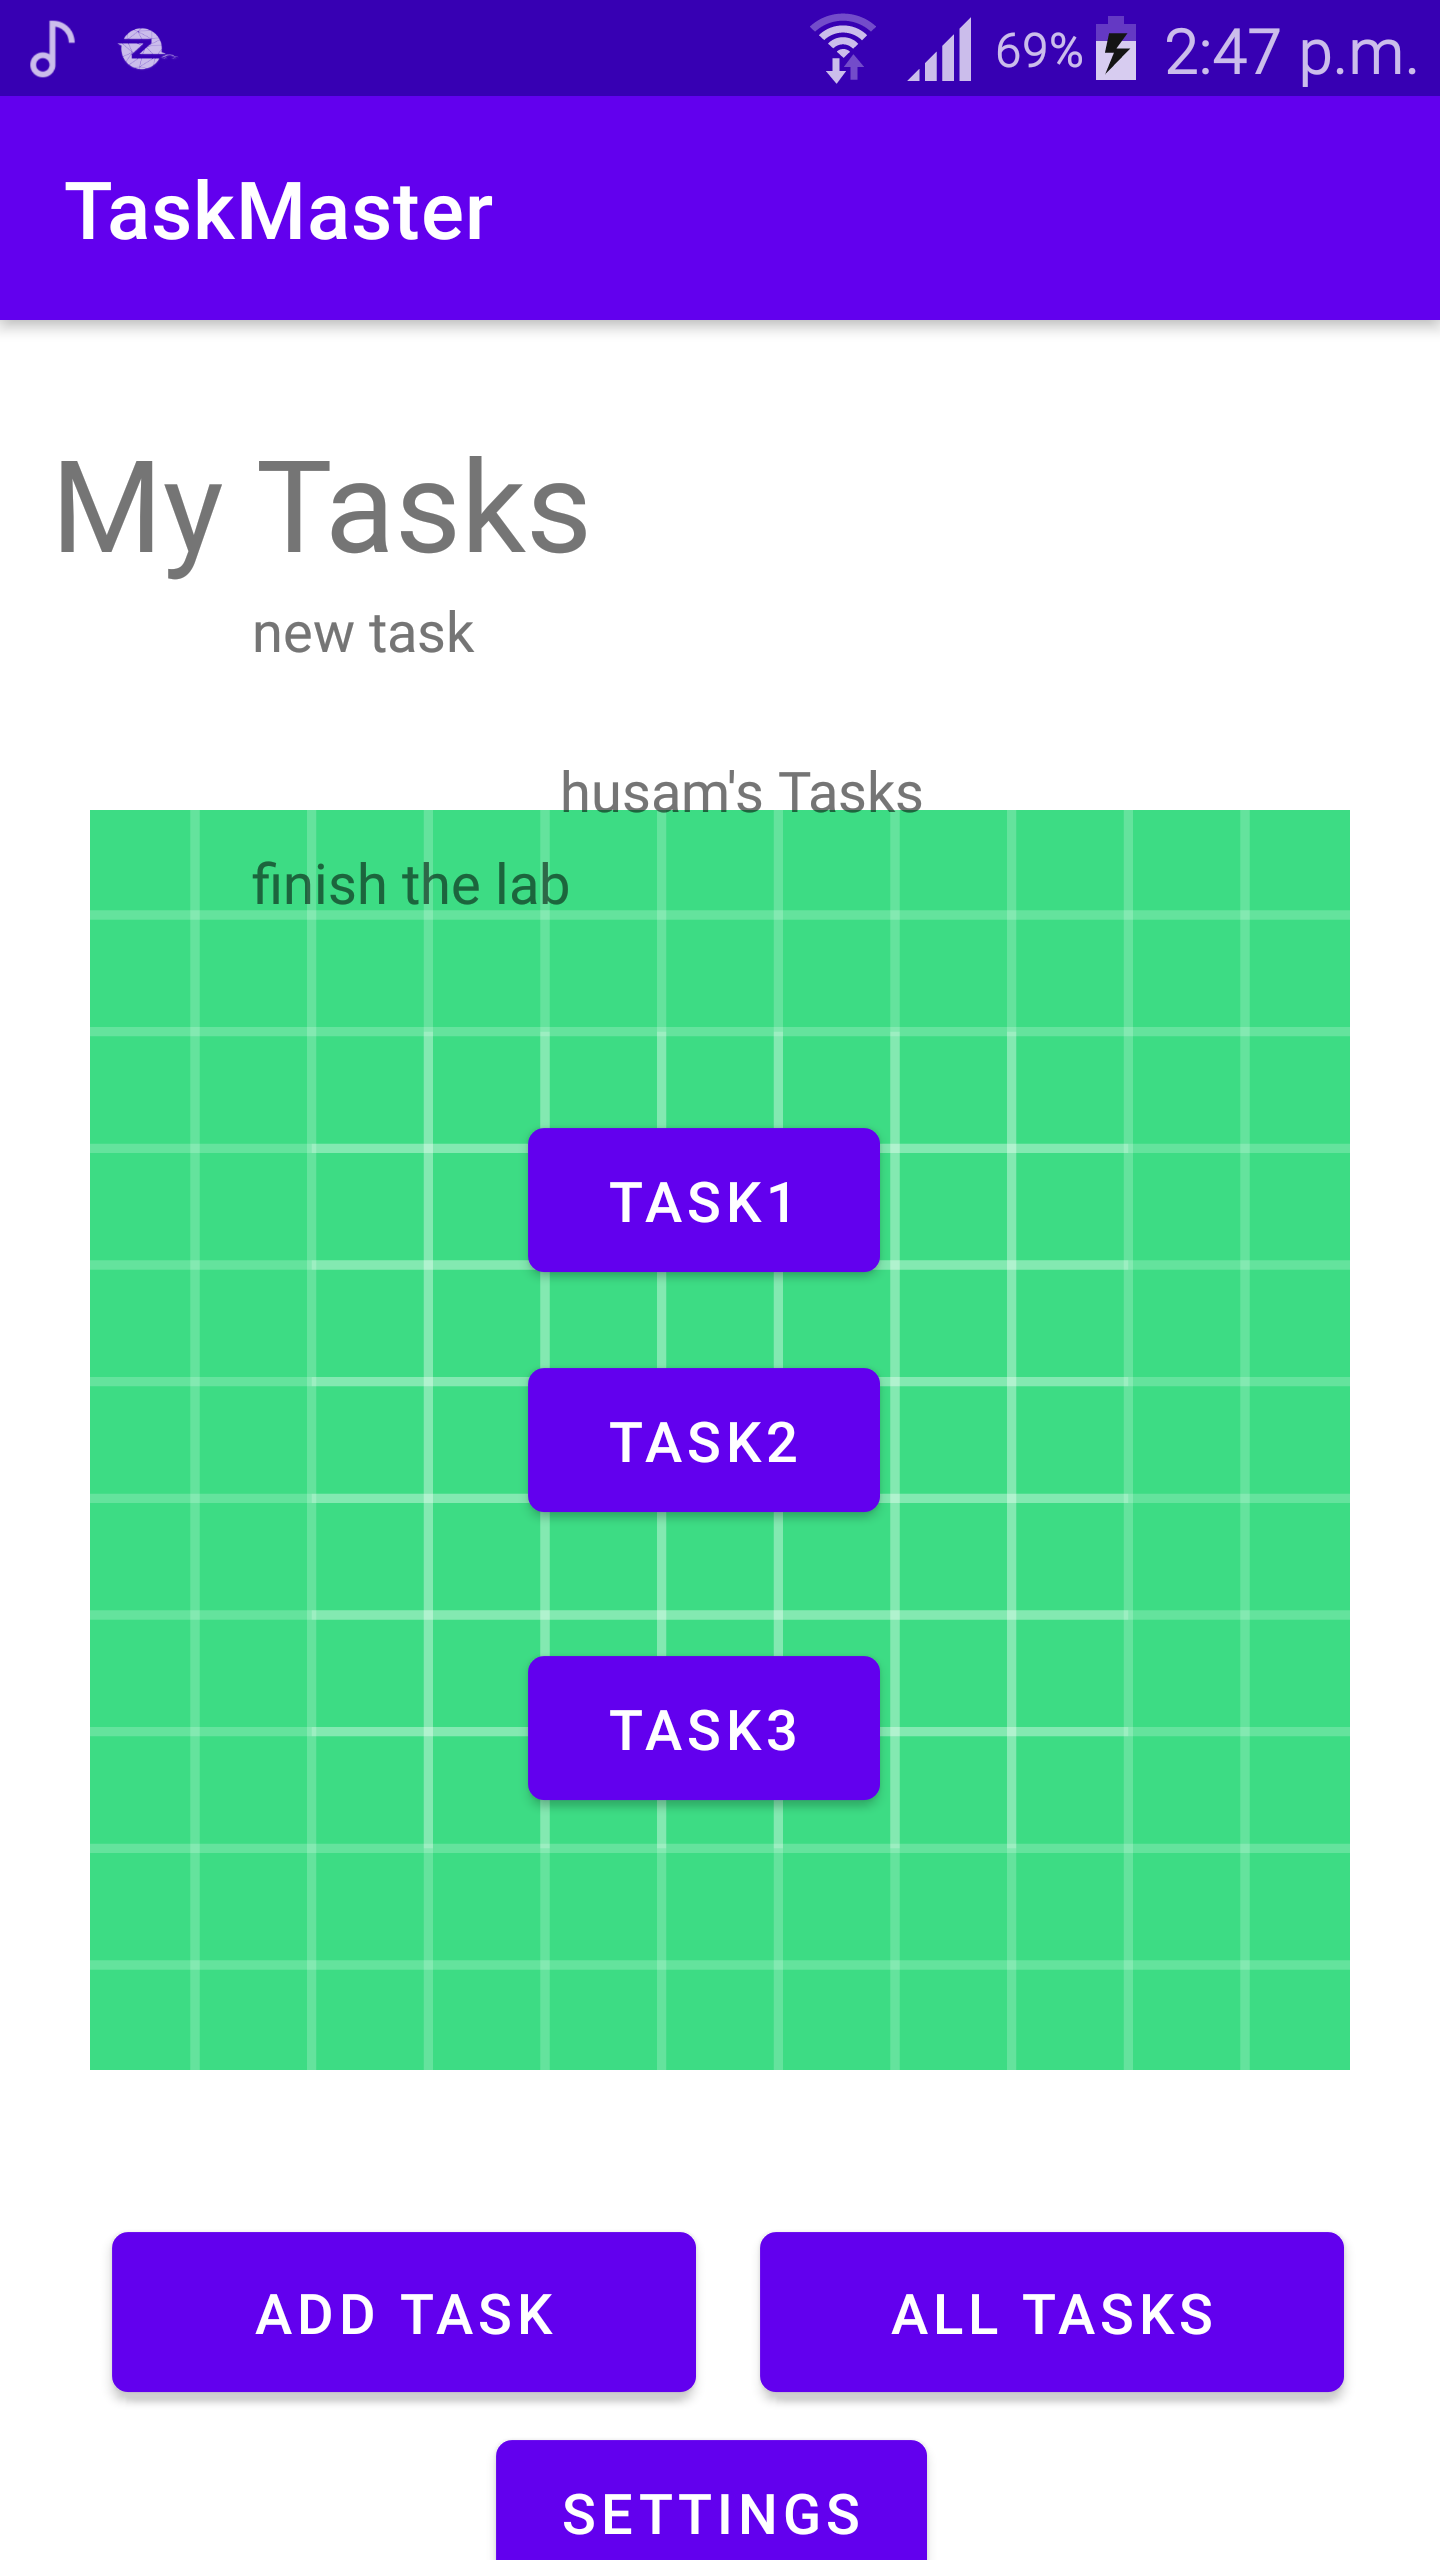 69% 2:47 p.m.
TaskMaster
My Tasks
new task
husam's Tasks
finish the lab
TASK1
TASK2
TASK3
ADD TASK ALL TASKS
SETTINGS